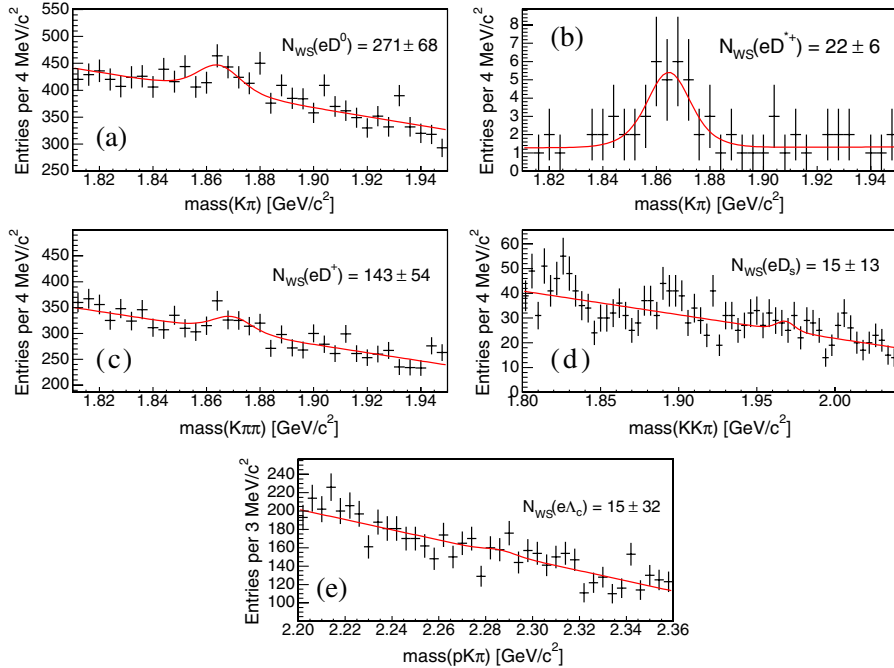 Entries per 4 MeV/c²
550
500
450
400
350
300
250
N_WS(eD⁰) = 271 ± 68
(a)
1.82 1.84 1.86 1.88 1.90 1.92 1.94
mass(Kπ) [GeV/c²]
Entries per 4 MeV/c²
8
7
6
5
4
3
2
1
0
(b)
N_WS(eD*⁺) = 22 ± 6
1.82 1.84 1.86 1.88 1.90 1.92 1.94
mass(Kπ) [GeV/c²]
Entries per 4 MeV/c²
500
450
400
350
300
250
200
N_WS(eD⁺) = 143 ± 54
(c)
1.82 1.84 1.86 1.88 1.90 1.92 1.94
mass(Kππ) [GeV/c²]
Entries per 4 MeV/c²
60
50
40
30
20
10
0
N_WS(eD_s) = 15 ± 13
(d)
1.80 1.85 1.90 1.95 2.00
mass(KKπ) [GeV/c²]
Entries per 3 MeV/c²
240
220
200
180
160
140
120
100
N_WS(eΛ_c) = 15 ± 32
(e)
2.20 2.22 2.24 2.26 2.28 2.30 2.32 2.34 2.36
mass(pKπ) [GeV/c²]